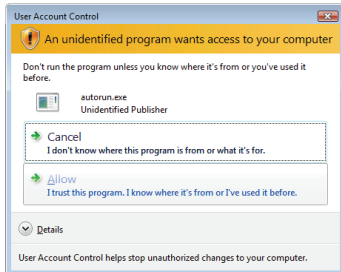 User Account Control
An unidentified program wants access to your computer
Don't run the program unless you know where it's from or you've used it
before.
autorun.exe
Unidentified Publisher
Cancel
I don't know where this program is from or what it's for.
Allow
I trust this program. I know where it's from or I've used it before.
Details
User Account Control helps stop unauthorized changes to your computer.